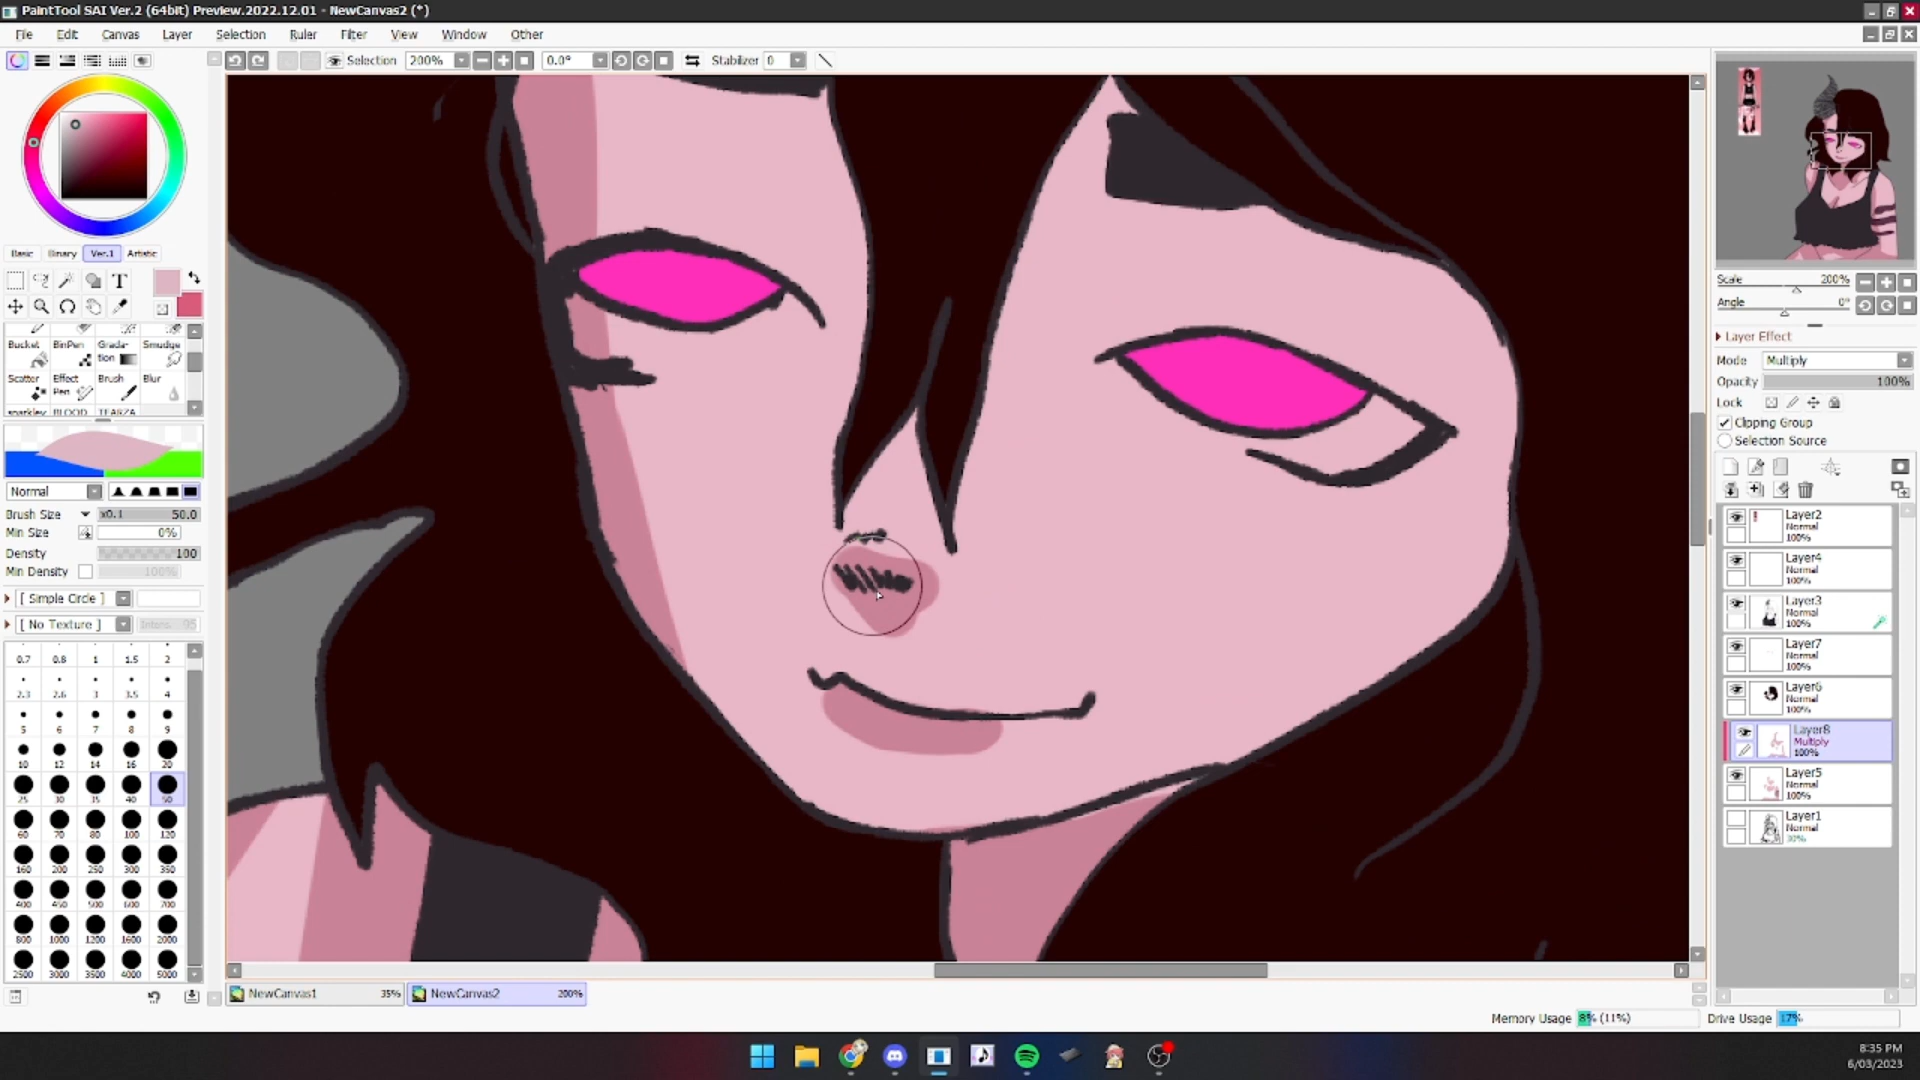 PaintTool SAI Ver.2 (64bit) Preview.2022.12.01 - NewCanvas2 (*)
File Edit Canvas Layer Selection Ruler Filter View Window Other
Selection 200% 0.0° Stabilizer 0
Basic Binary Ver.1 Artistic
T
Bucket BinPen Grada-tion Smudge
Scatter Effect Pen Brush Blur
sparkley BLOOD TEARZA
Normal
Brush Size x0.1 50.0
Min Size 0%
Density 100
Min Density 100%
[ Simple Circle ]
[ No Texture ] Intens. 95
0.7 0.8 1 1.5 2
2.3 2.6 3 3.5 4
5 6 7 8 9
10 12 14 16 20
25 30 35 40 50
60 70 80 100 120
160 200 250 300 350
400 450 500 600 700
800 1000 1200 1600 2000
2500 3000 3500 4000 5000
NewCanvas1 35% NewCanvas2 200%
Scale 200%
Angle 0°
Layer Effect
Mode Multiply
Opacity 100%
Lock
Clipping Group
Selection Source
Layer2
Normal
100%
Layer4
Normal
100%
Layer3
Normal
100%
Layer7
Normal
100%
Layer6
Normal
100%
Layer8
Multiply
100%
Layer5
Normal
100%
Layer1
Normal
30%
Memory Usage 8% (11%) Drive Usage 17%
8:35 PM
6/03/2023